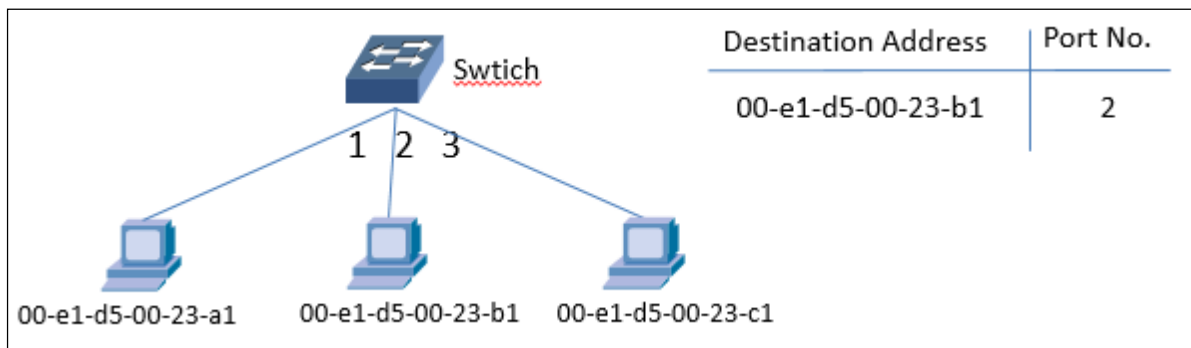 Swtich
Destination Address Port No.
00-e1-d5-00-23-b1 2
1 2 3
00-e1-d5-00-23-a1 00-e1-d5-00-23-b1 00-e1-d5-00-23-c1